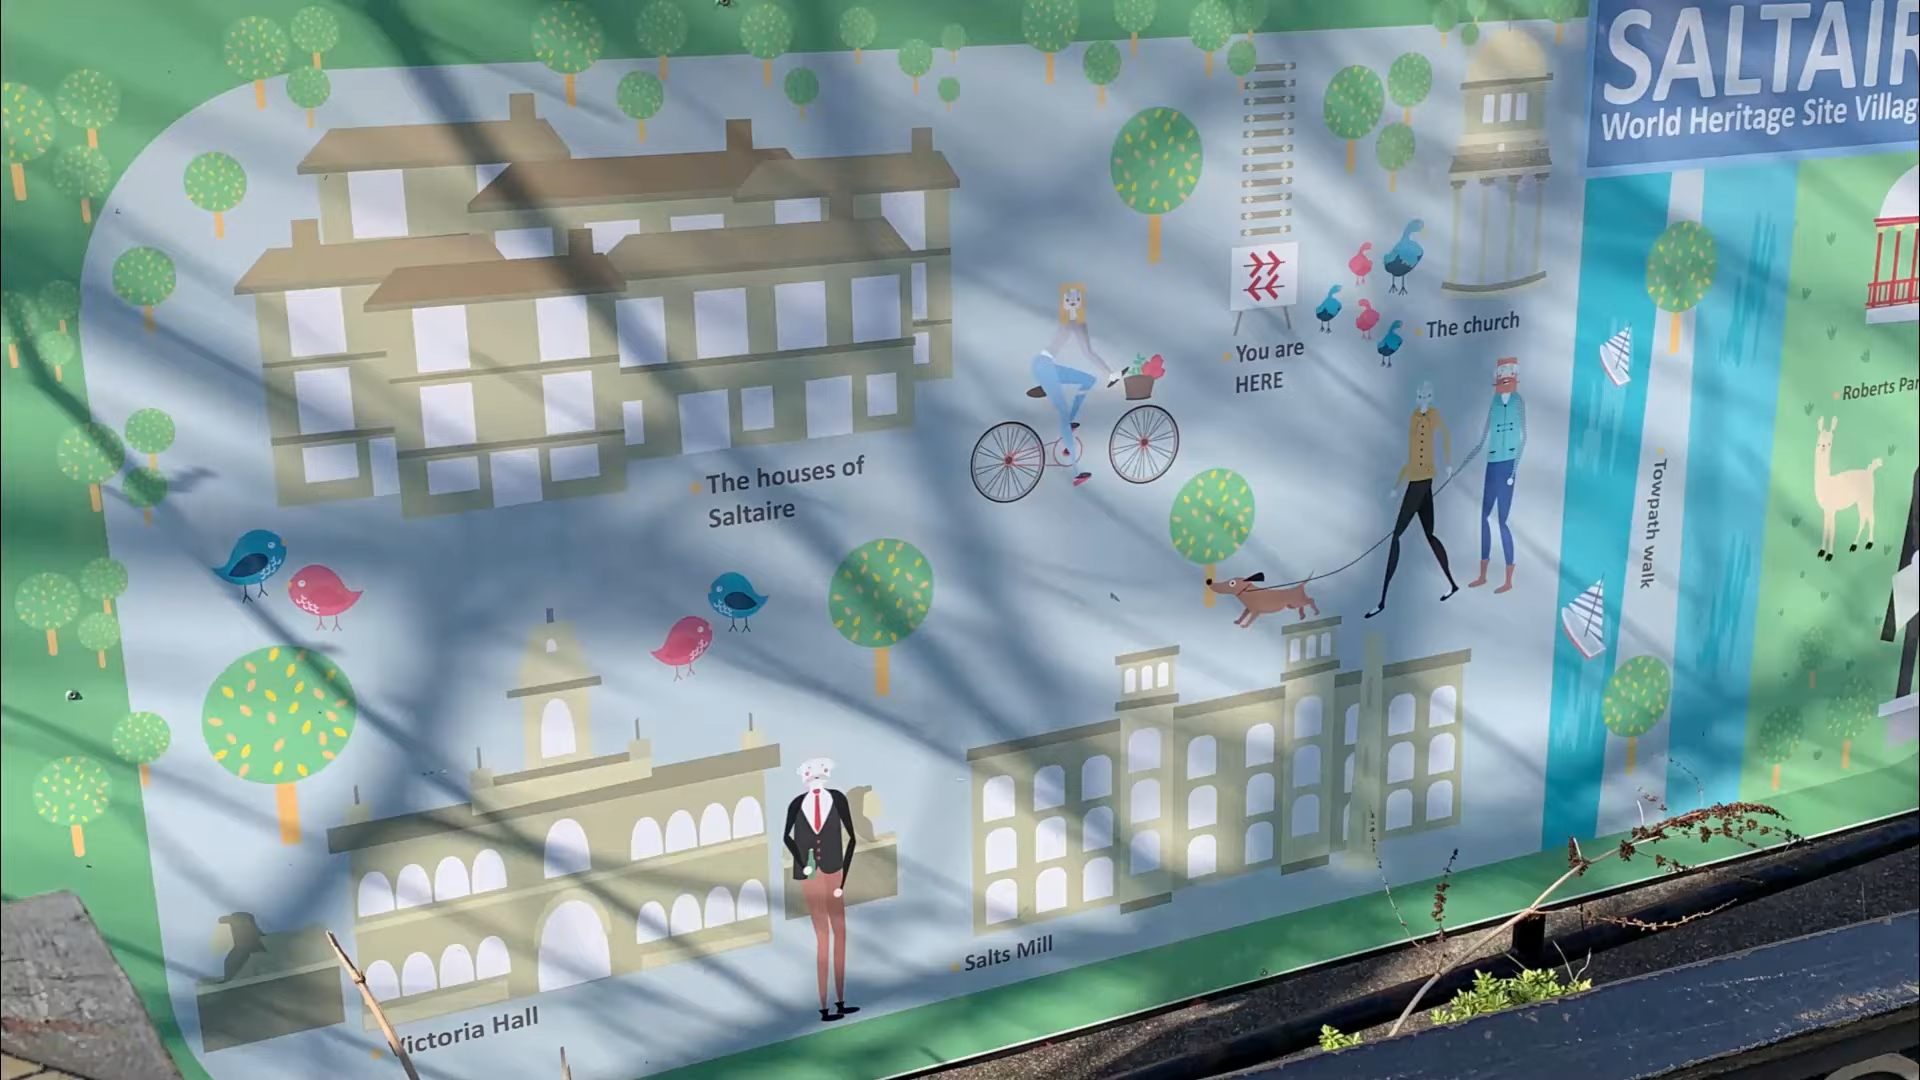 SALTAIR
World Heritage Site Villag
The church
You are
HERE
Roberts Par
The houses of
Saltaire
Towpath walk
Salts Mill
Victoria Hall